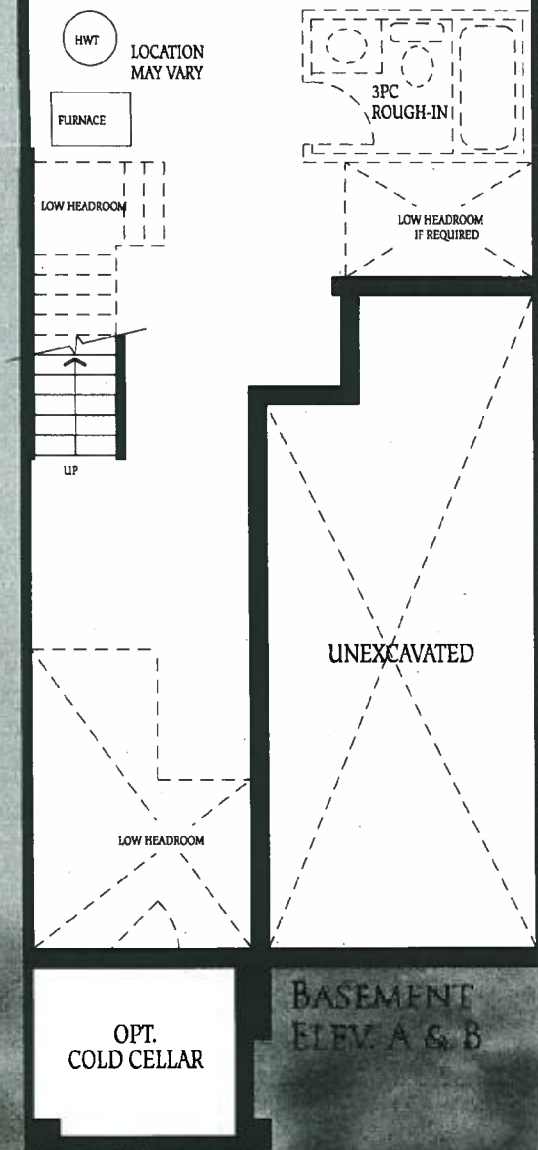 HWT
LOCATION
MAY VARY
FURNACE
3PC
ROUGH-IN
LOW HEADROOM
LOW HEADROOM
IF REQUIRED
UP
UNEXCAVATED
LOW HEADROOM
OPT.
COLD CELLAR
BASEMENT
ELEV. A & B